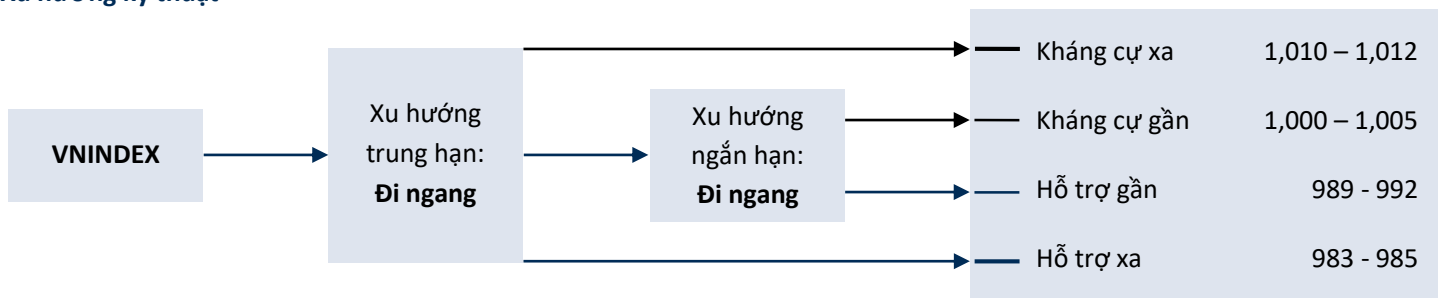 VNINDEX
Xu hướng
trung hạn:
Đi ngang
Xu hướng
ngắn hạn:
Đi ngang
Kháng cự xa 1,010 – 1,012
Kháng cự gần 1,000 – 1,005
Hỗ trợ gần 989 - 992
Hỗ trợ xa 983 - 985